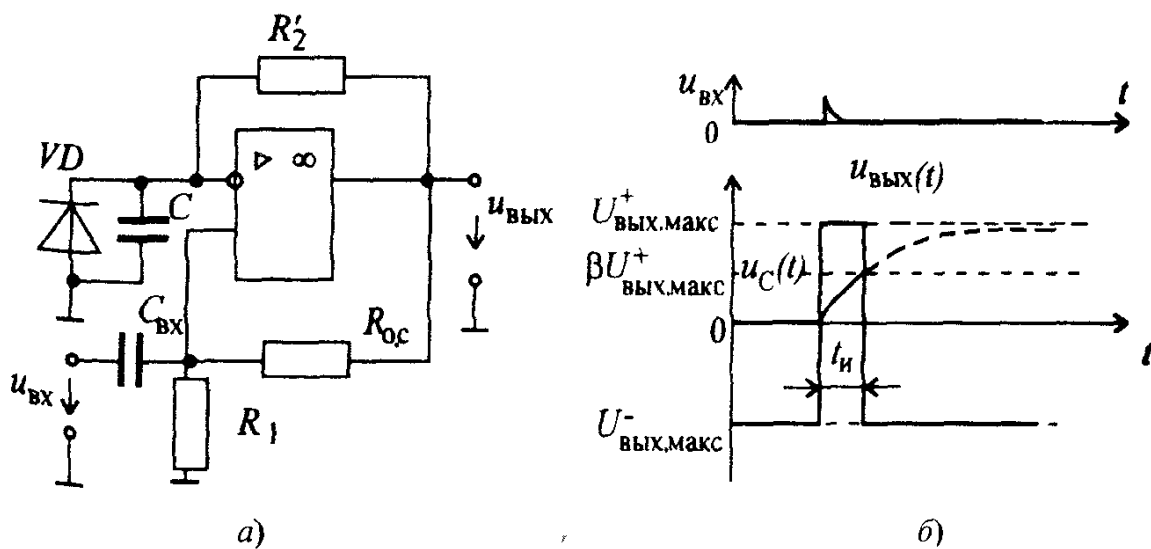 R′2
▷ ∞
VD
C
uвых
Cвх
Rо,с
uвх
R1
а)
uвх
0
t
uвых(t)
U+вых,макс
βU+вых,макс
uC(t)
0
t
tи
U-вых,макс
б)